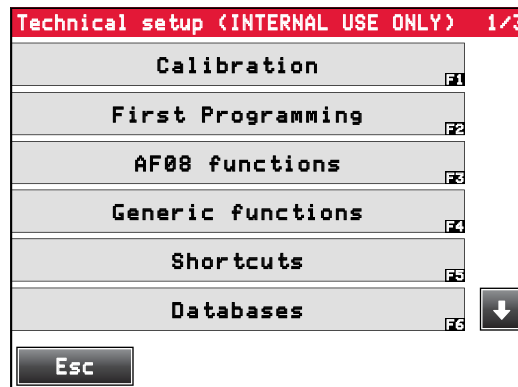 Technical setup (INTERNAL USE ONLY) 1/3
Calibration F1
First Programming F2
AF08 functions F3
Generic functions F4
Shortcuts F5
Databases F6
Esc